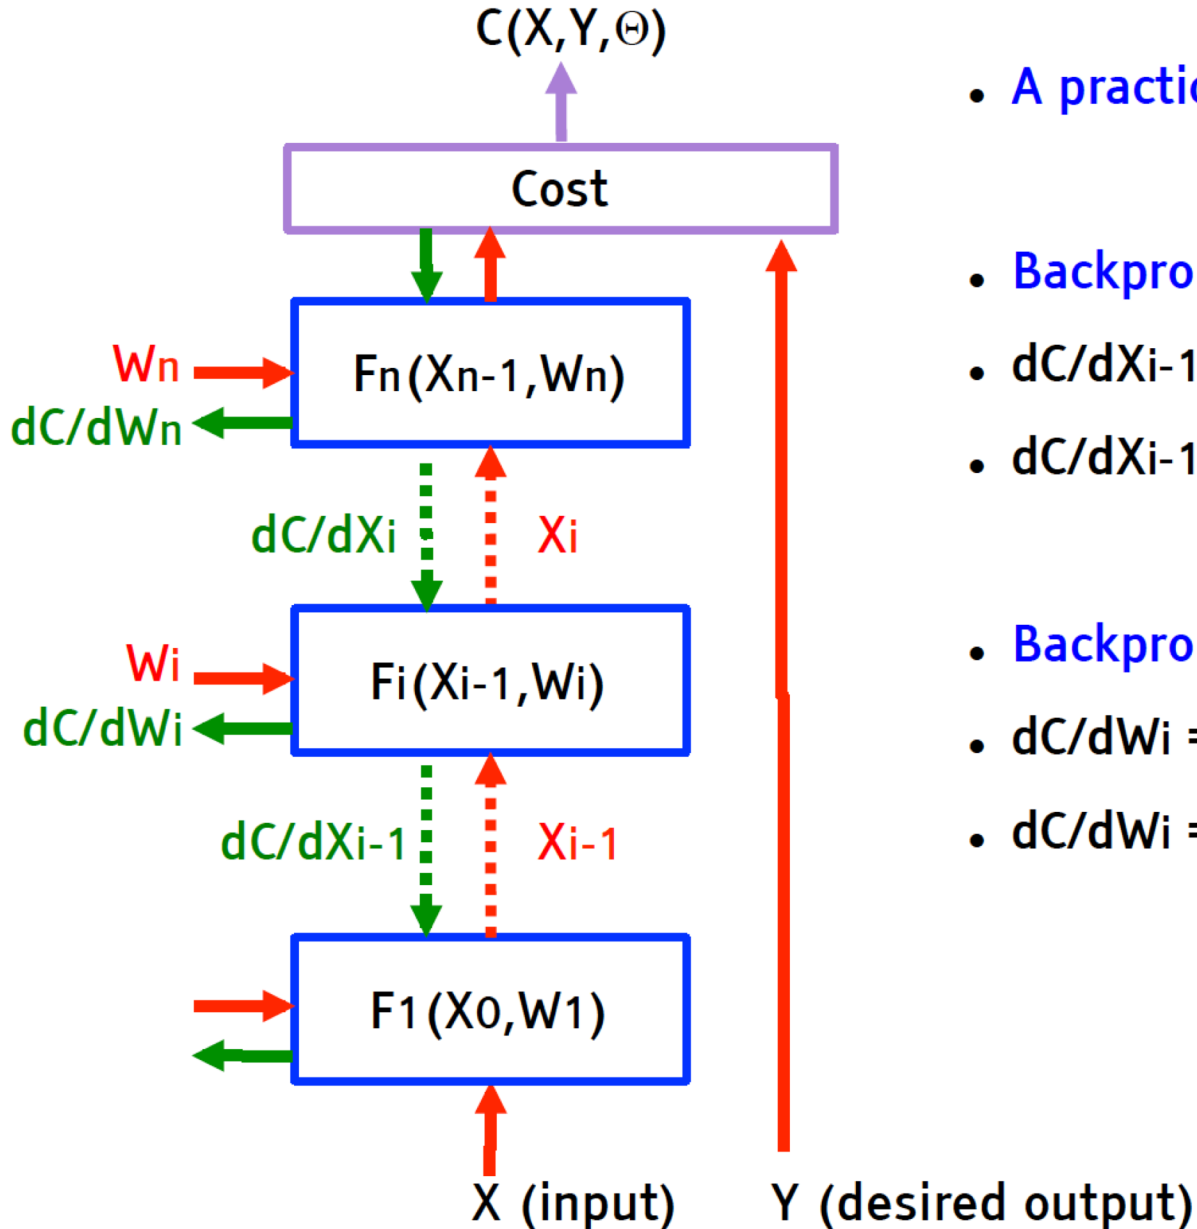 C(X,Y,Θ)
Cost
Wn
dC/dWn
Fn(Xn-1,Wn)
dC/dXi
Xi
Wi
dC/dWi
Fi(Xi-1,Wi)
dC/dXi-1
Xi-1
F1(X0,W1)
X (input)
Y (desired output)
• A practic
• Backpro
• dC/dXi-1
• dC/dXi-1
• Backpro
• dC/dWi =
• dC/dWi =